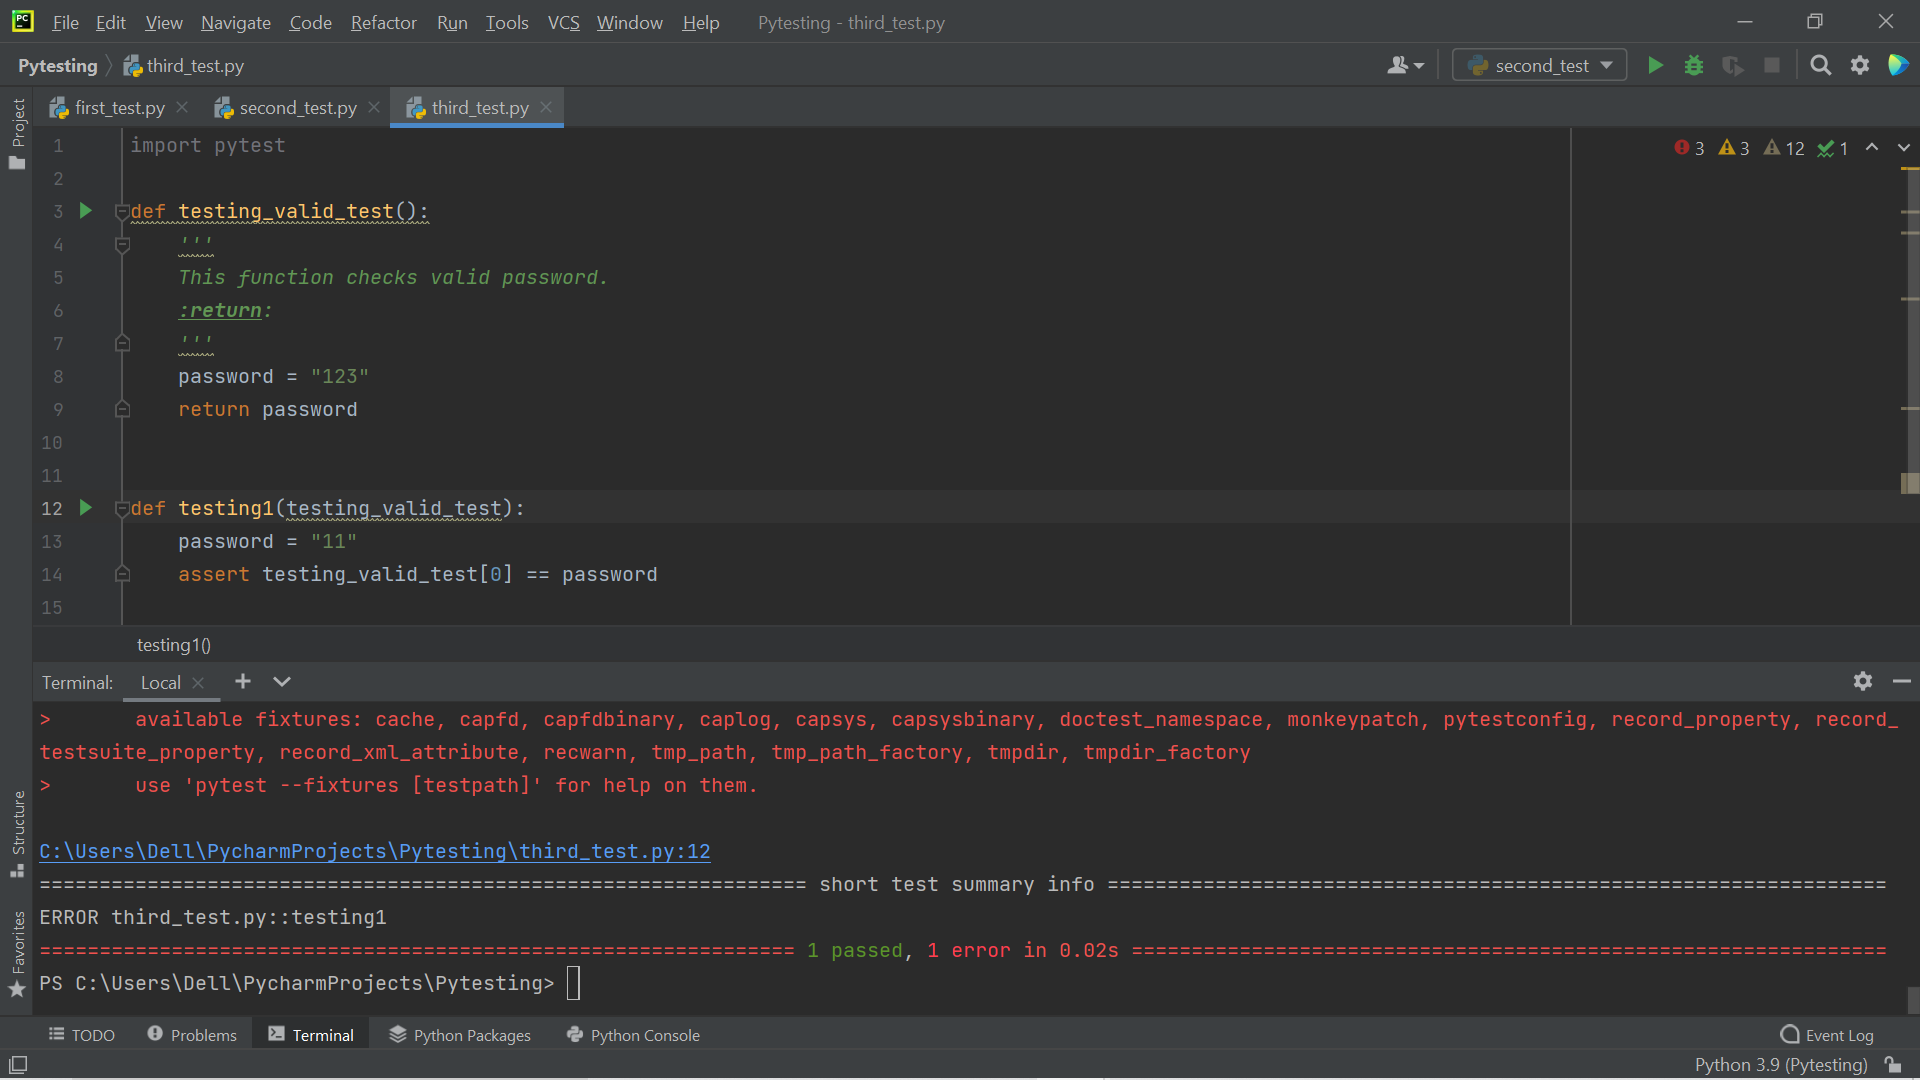 PC File Edit View Navigate Code Refactor Run Tools VCS Window Help Pytesting - third_test.py
Pytesting third_test.py second_test
first_test.py second_test.py third_test.py
Project
3 3 12 1
1 import pytest
2
3 def testing_valid_test():
4 '''
5 This function checks valid password.
6 :return:
7 '''
8 password = "123"
9 return password
10
11
12 def testing1(testing_valid_test):
13 password = "11"
14 assert testing_valid_test[0] == password
15
testing1()
Terminal: Local
> available fixtures: cache, capfd, capfdbinary, caplog, capsys, capsysbinary, doctest_namespace, monkeypatch, pytestconfig, record_property, record_
testsuite_property, record_xml_attribute, recwarn, tmp_path, tmp_path_factory, tmpdir, tmpdir_factory
> use 'pytest --fixtures [testpath]' for help on them.
C:\Users\Dell\PycharmProjects\Pytesting\third_test.py:12
================================================================ short test summary info =================================================================
ERROR third_test.py::testing1
=============================================================== 1 passed, 1 error in 0.02s ===============================================================
PS C:\Users\Dell\PycharmProjects\Pytesting>
Structure
Favorites
TODO Problems Terminal Python Packages Python Console Event Log
Python 3.9 (Pytesting)